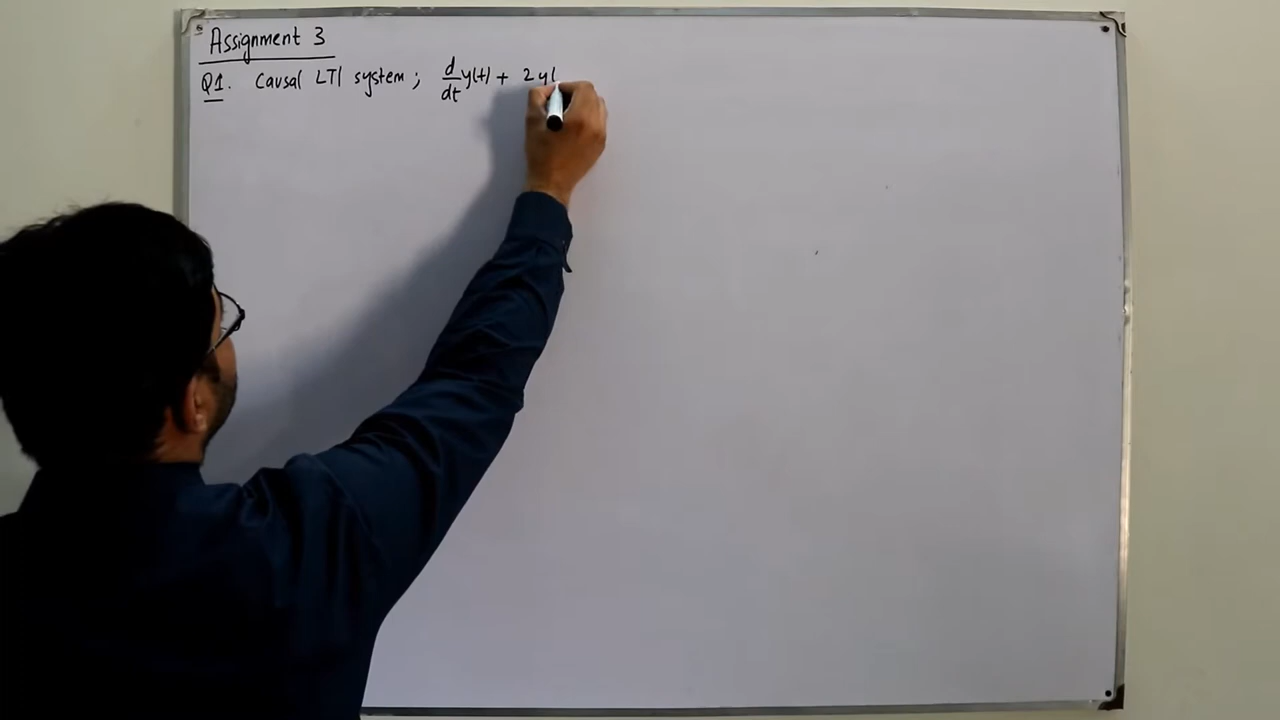 Assignment 3
Q1. Causal LTI system; d/dt y(t) + 2y(